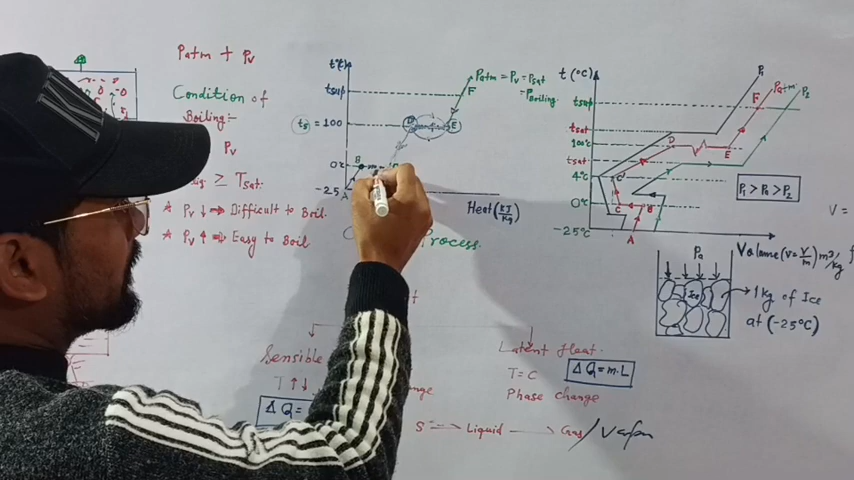 Patm + Pv
Condition of
Boiling:-
Pv
≥ Tsat.
* Pv ↓ ⇒ Difficult to Boil.
* Pv ↑ ⇒ Easy to Boil
t(°C)
tsup
ts = 100
0°C
-25
A
B
D
E
F
Patm = Pv = Psat
= PBoiling
Heat (kJ/kg)
Process
Sensible
T ↑↓
ΔQ =
Latent Heat.
T = C
ΔQ = m.L
Phase change
S ⇒ Liquid → Gas/Vapor
t(°C)
tsup
tsat
100°C
tsat
4°C
0°C
-25°C
P1
Patm
P2
F
D
E
C'
C
B
A
P1 > P0 > P2
Volume (v = V/m) m³/kg
V =
Pa
Ice
1 kg of Ice
at (-25°C)